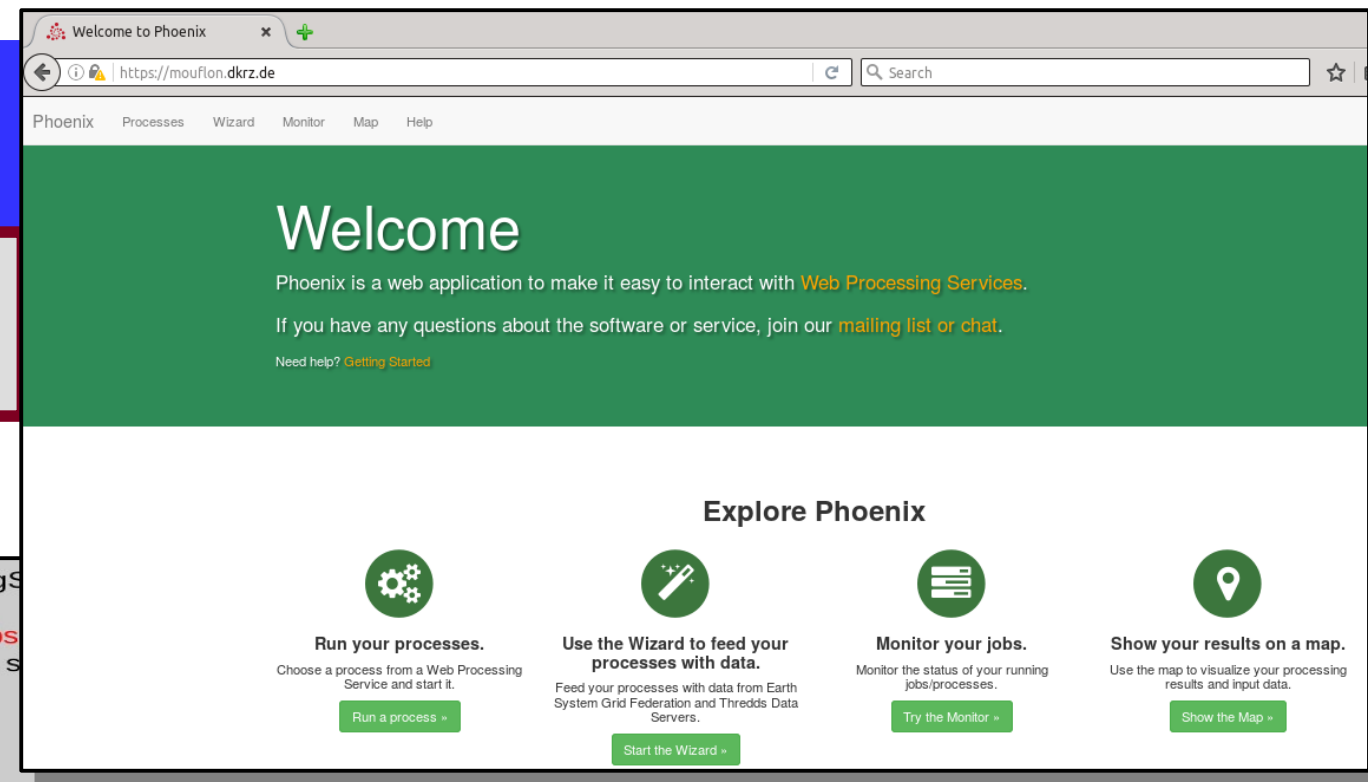 Welcome to Phoenix
https://mouflon.dkrz.de
Search
Phoenix Processes Wizard Monitor Map Help
Welcome
Phoenix is a web application to make it easy to interact with Web Processing Services.
If you have any questions about the software or service, join our mailing list or chat.
Need help? Getting Started
Explore Phoenix
Run your processes.
Choose a process from a Web Processing
Service and start it.
Run a process »
Use the Wizard to feed your
processes with data.
Feed your processes with data from Earth
System Grid Federation and Thredds Data
Servers.
Start the Wizard »
Monitor your jobs.
Monitor the status of your running
jobs/processes.
Try the Monitor »
Show your results on a map.
Use the map to visualize your processing
results and input data.
Show the Map »